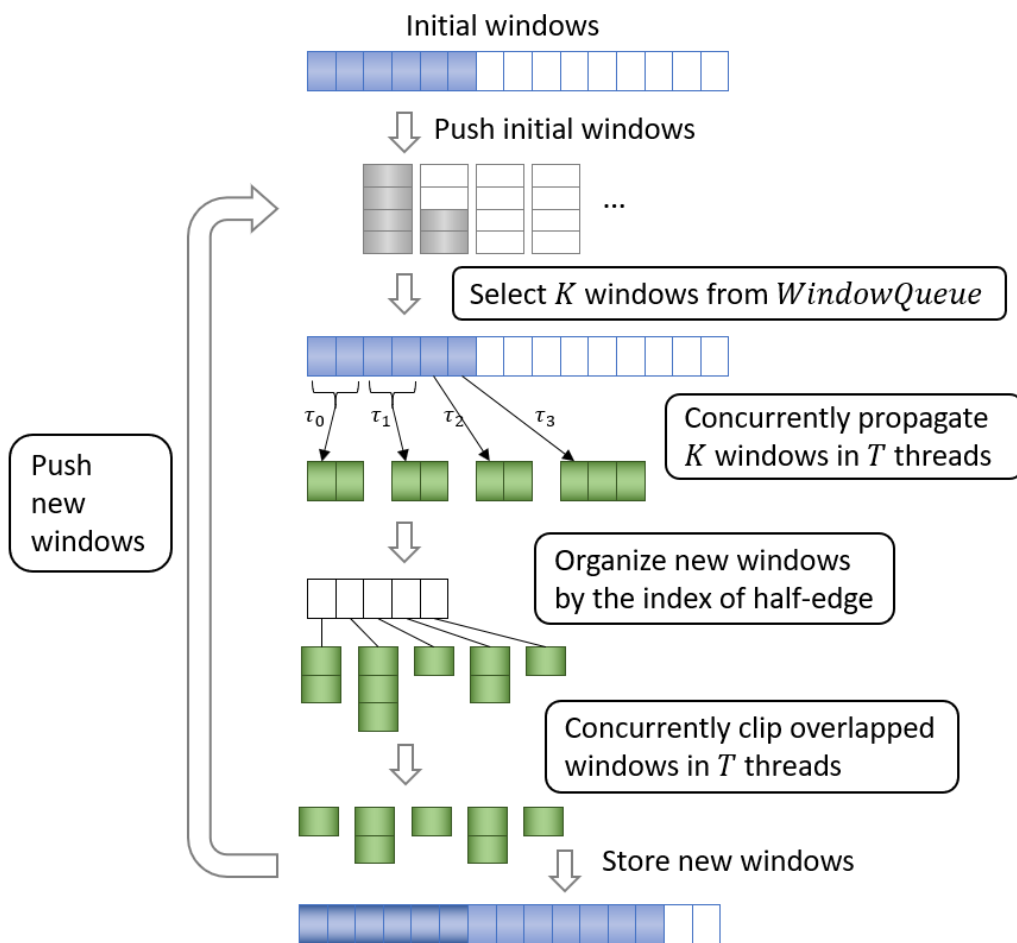 Initial windows
Push initial windows
...
Select K windows from WindowQueue
τ₀ τ₁ τ₂ τ₃
Concurrently propagate
K windows in T threads
Push
new
windows
Organize new windows
by the index of half-edge
Concurrently clip overlapped
windows in T threads
Store new windows